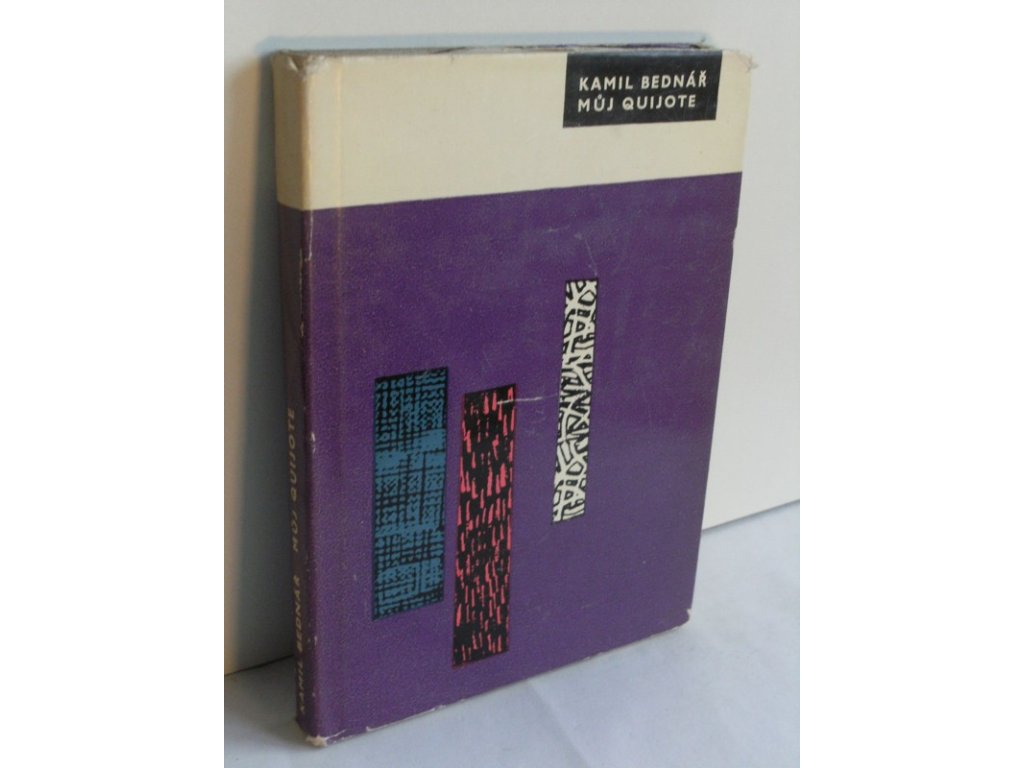 KAMIL BEDNÁŘ
MŮJ QUIJOTE
KAMIL BEDNÁŘ MŮJ QUIJOTE